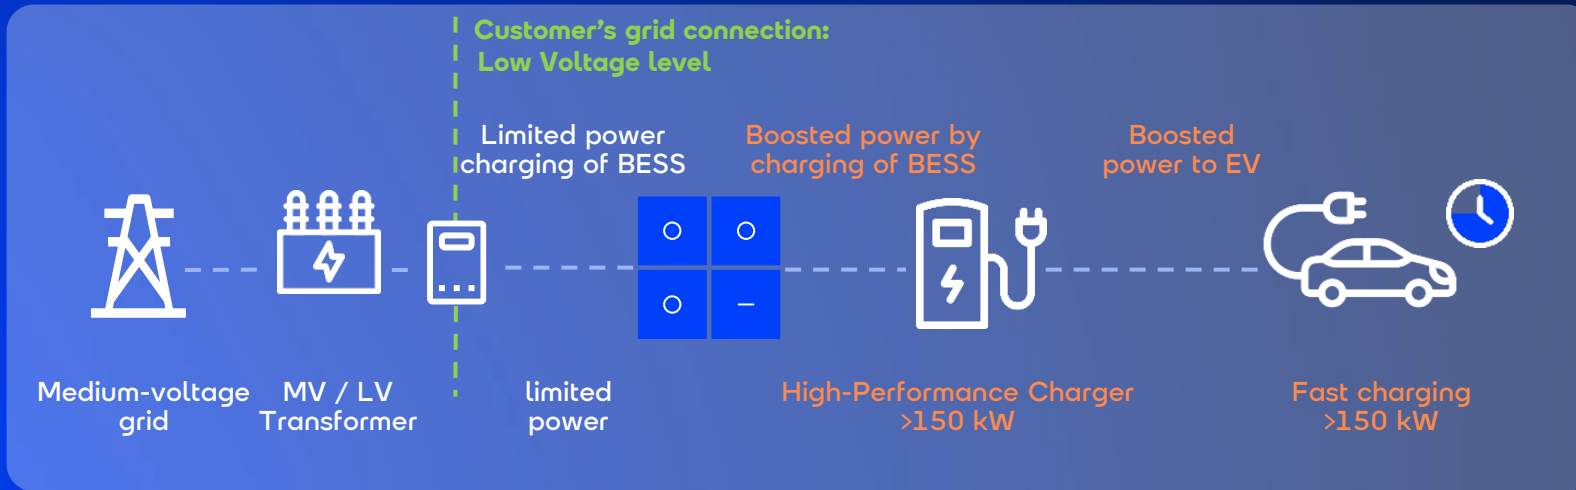 Customer's grid connection:
Low Voltage level
Limited power
charging of BESS
Boosted power by
charging of BESS
Boosted
power to EV
Medium-voltage
grid
MV / LV
Transformer
limited
power
High-Performance Charger
>150 kW
Fast charging
>150 kW